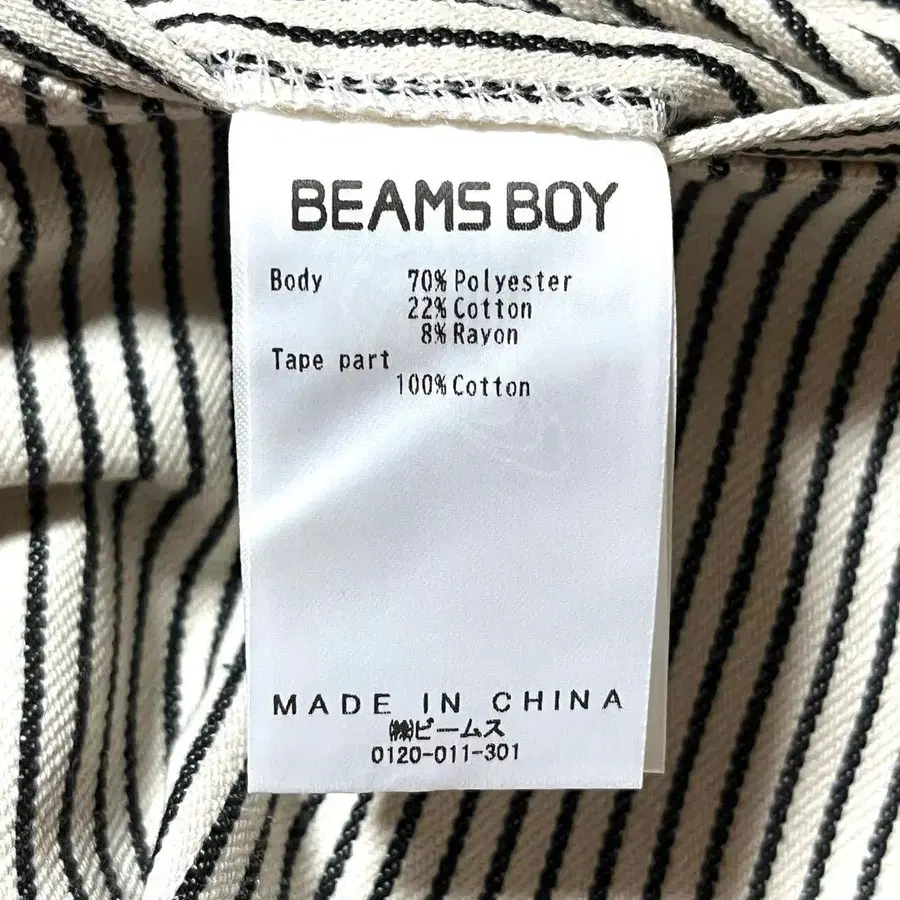 BEAMS BOY
Body 70% Polyester
22% Cotton
8% Rayon
Tape part
100% Cotton
MADE IN CHINA
㈱ビームス
0120-011-301